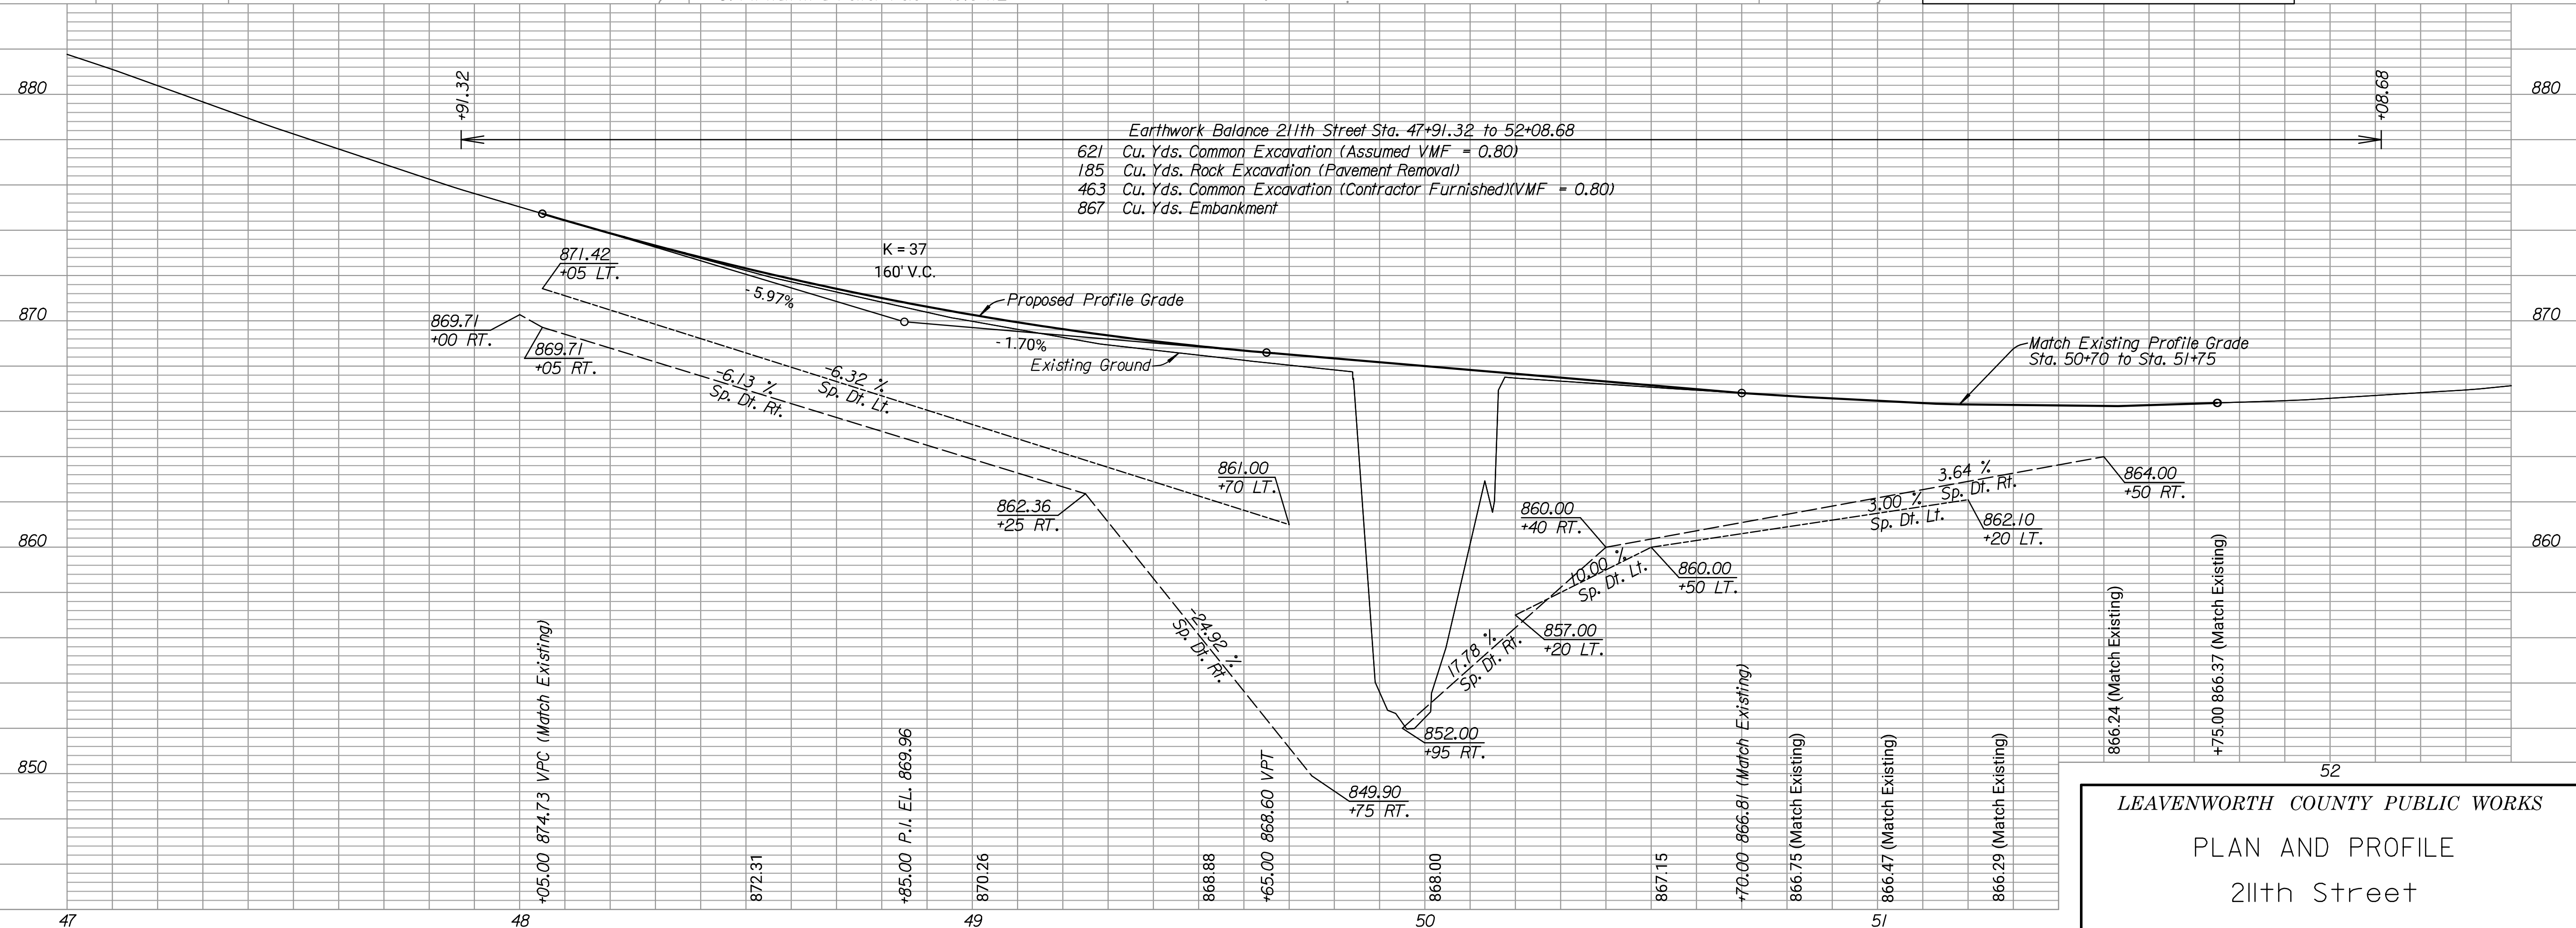 880
880
+91.32
+08.68
Earthwork Balance 211th Street Sta. 47+91.32 to 52+08.68
621 Cu. Yds. Common Excavation (Assumed VMF = 0.80)
185 Cu. Yds. Rock Excavation (Pavement Removal)
463 Cu. Yds. Common Excavation (Contractor Furnished)(VMF = 0.80)
867 Cu. Yds. Embankment
871.42
+05 LT.
K = 37
160' V.C.
- 5.97%
Proposed Profile Grade
870
870
869.71
+00 RT.
869.71
+05 RT.
- 1.70%
Existing Ground
Match Existing Profile Grade
Sta. 50+70 to Sta. 51+75
-6.13 %
Sp. Dt. Rt.
-6.32 %
Sp. Dt. Lt.
861.00
+70 LT.
862.36
+25 RT.
860.00
+40 RT.
3.64 %
Sp. Dt. Rt.
3.00 %
Sp. Dt. Lt.
864.00
+50 RT.
862.10
+20 LT.
860
860
10.00 %
Sp. Dt. Lt.
860.00
+50 LT.
857.00
+20 LT.
-24.92 %
Sp. Dt. Rt.
17.78 %
Sp. Dt. Rt.
852.00
+95 RT.
849.90
+75 RT.
850
+05.00 874.73 VPC (Match Existing)
872.31
+85.00 P.I. EL. 869.96
870.26
868.88
+65.00 868.60 VPT
868.00
867.15
+70.00 866.81 (Match Existing)
866.75 (Match Existing)
866.47 (Match Existing)
866.29 (Match Existing)
866.24 (Match Existing)
+75.00 866.37 (Match Existing)
47
48
49
50
51
52
LEAVENWORTH COUNTY PUBLIC WORKS
PLAN AND PROFILE
211th Street